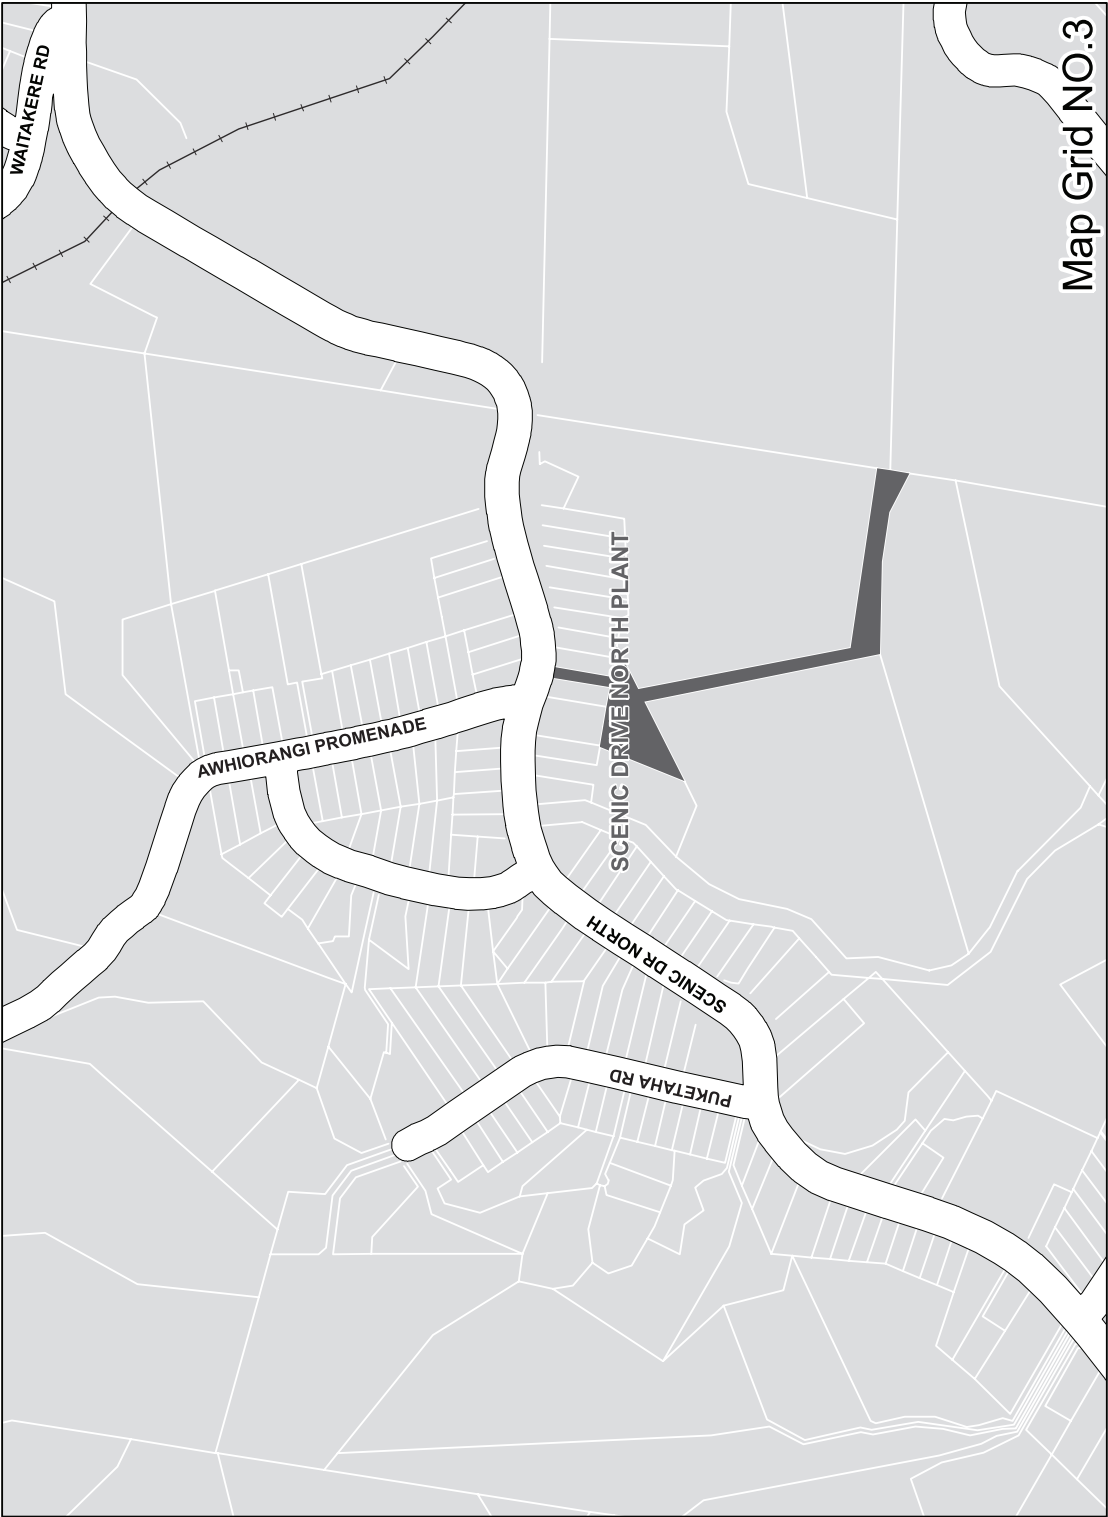 Map Grid NO.3
WAITAKERE RD
SCENIC DRIVE NORTH PLANT
AWHIORANGI PROMENADE
SCENIC DR NORTH
PUKETAHA RD